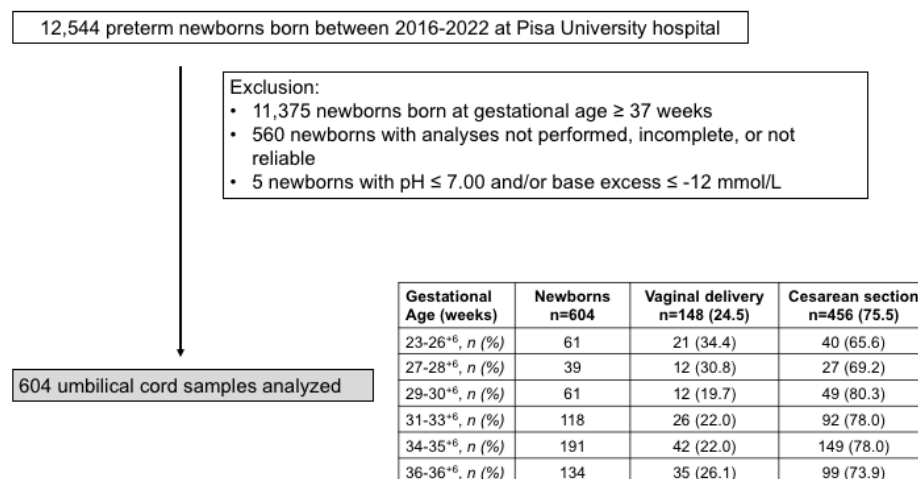 12,544 preterm newborns born between 2016-2022 at Pisa University hospital
Exclusion:
• 11,375 newborns born at gestational age ≥ 37 weeks
• 560 newborns with analyses not performed, incomplete, or not
reliable
• 5 newborns with pH ≤ 7.00 and/or base excess ≤ -12 mmol/L
604 umbilical cord samples analyzed
Gestational Age (weeks) Newborns n=604 Vaginal delivery n=148 (24.5) Cesarean section n=456 (75.5)
23-26⁺⁶, n (%) 61 21 (34.4) 40 (65.6)
27-28⁺⁶, n (%) 39 12 (30.8) 27 (69.2)
29-30⁺⁶, n (%) 61 12 (19.7) 49 (80.3)
31-33⁺⁶, n (%) 118 26 (22.0) 92 (78.0)
34-35⁺⁶, n (%) 191 42 (22.0) 149 (78.0)
36-36⁺⁶, n (%) 134 35 (26.1) 99 (73.9)